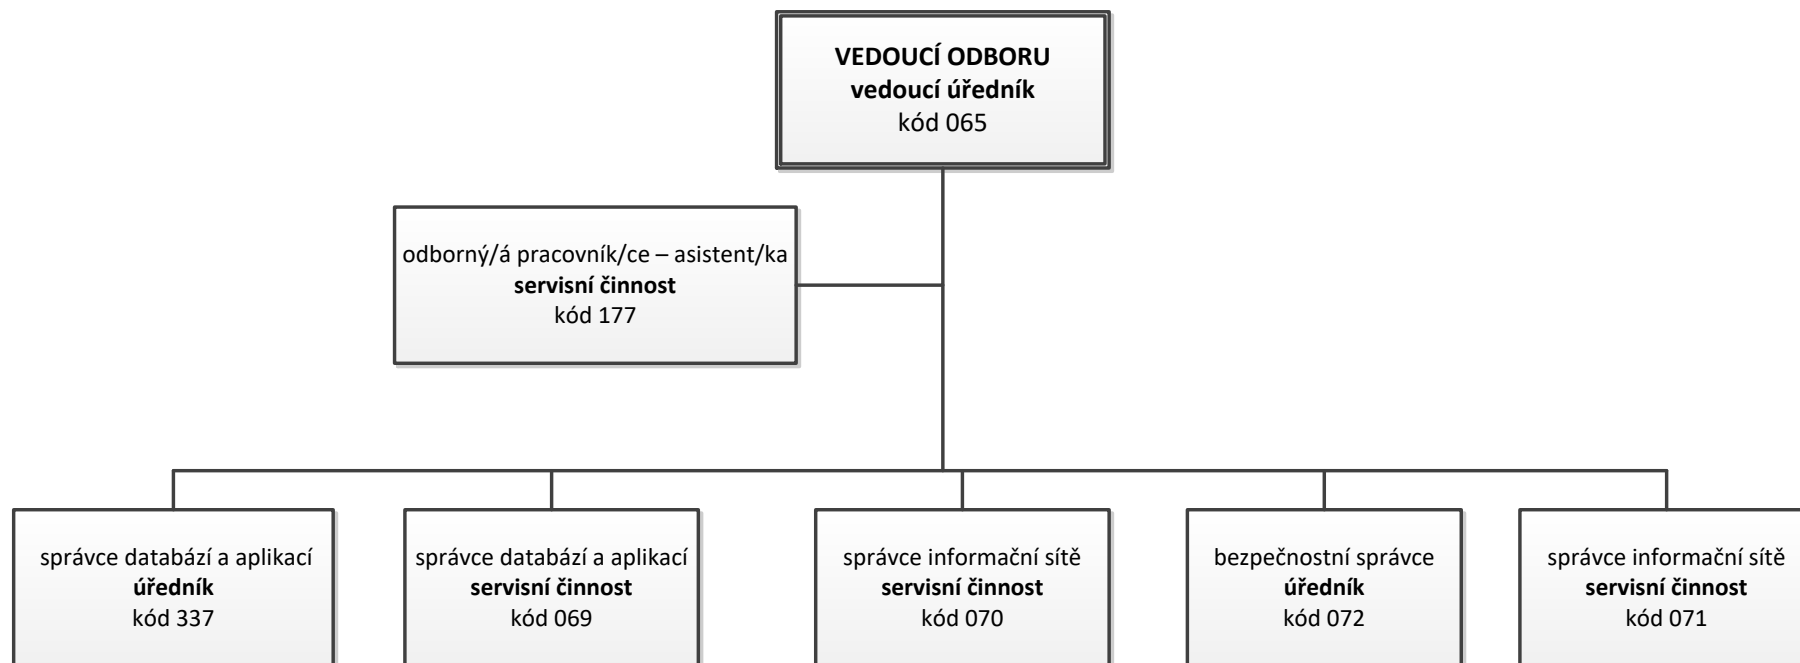 VEDOUCÍ ODBORU
vedoucí úředník
kód 065
odborný/á pracovník/ce – asistent/ka
servisní činnost
kód 177
správce databází a aplikací
úředník
kód 337
správce databází a aplikací
servisní činnost
kód 069
správce informační sítě
servisní činnost
kód 070
bezpečnostní správce
úředník
kód 072
správce informační sítě
servisní činnost
kód 071